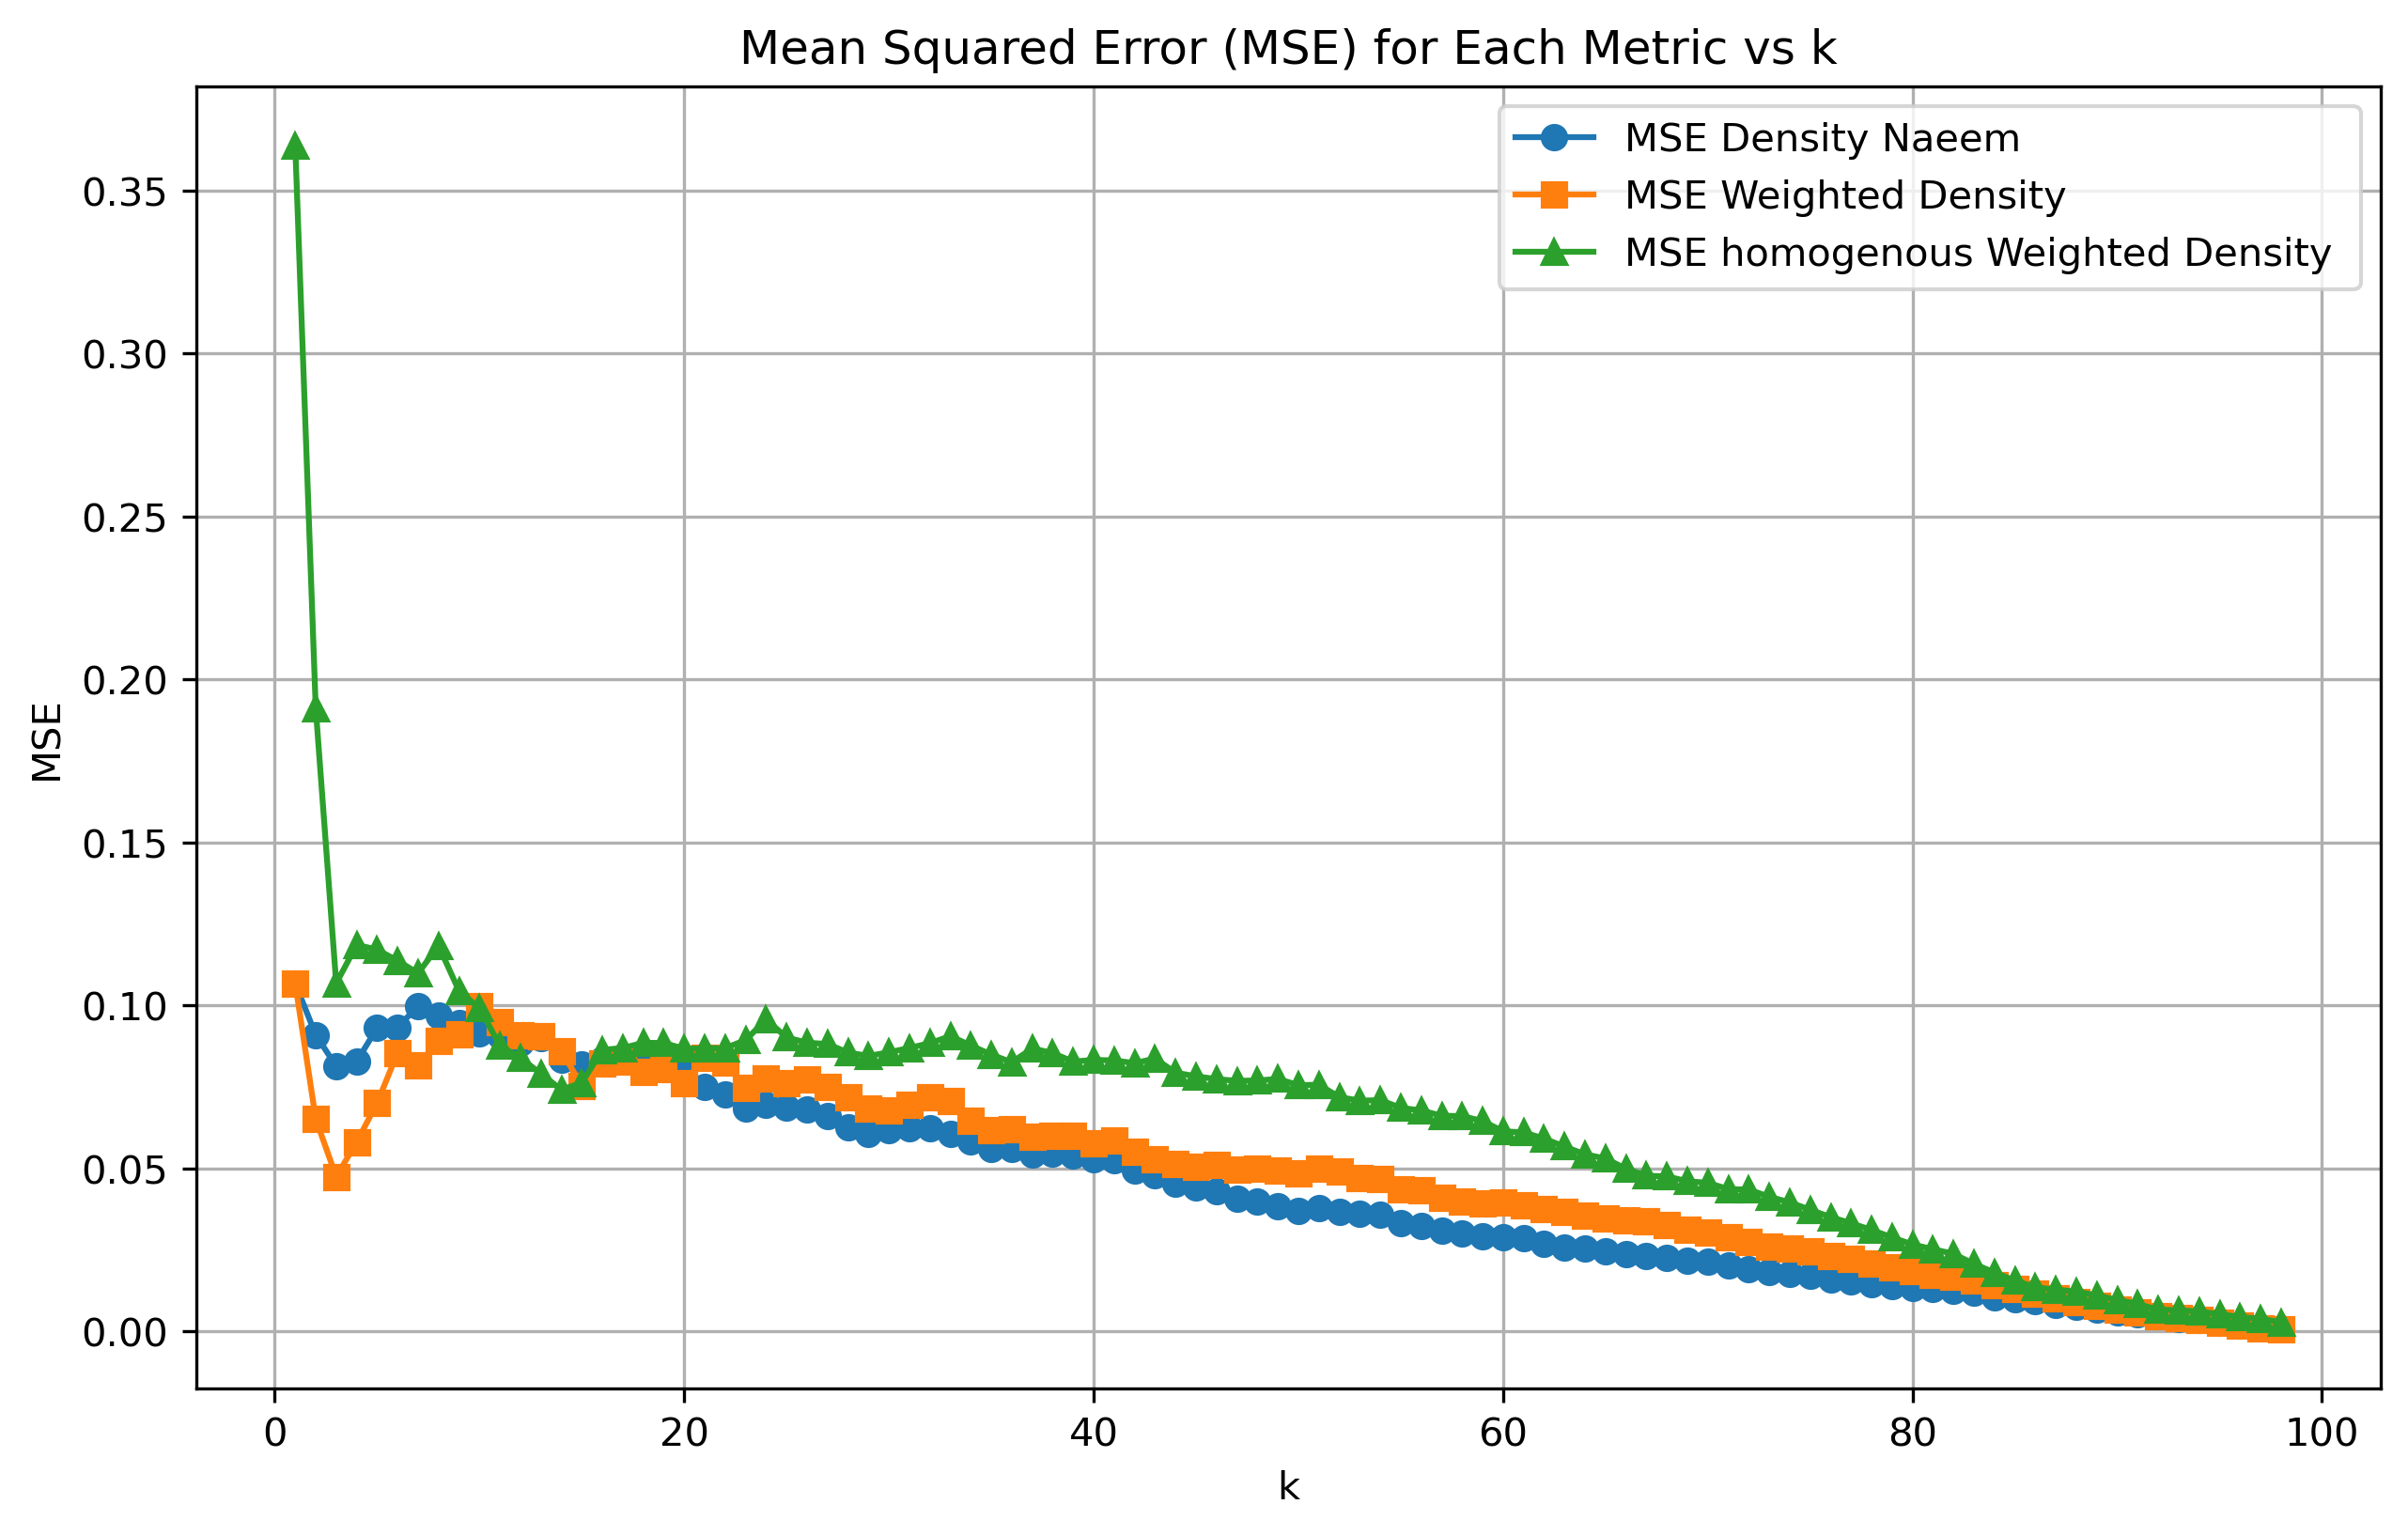 Mean Squared Error (MSE) for Each Metric vs k
MSE Density Naeem
MSE Weighted Density
MSE homogenous Weighted Density
0.35
0.30
0.25
0.20
0.15
0.10
0.05
0.00
MSE
0 20 40 60 80 100
k